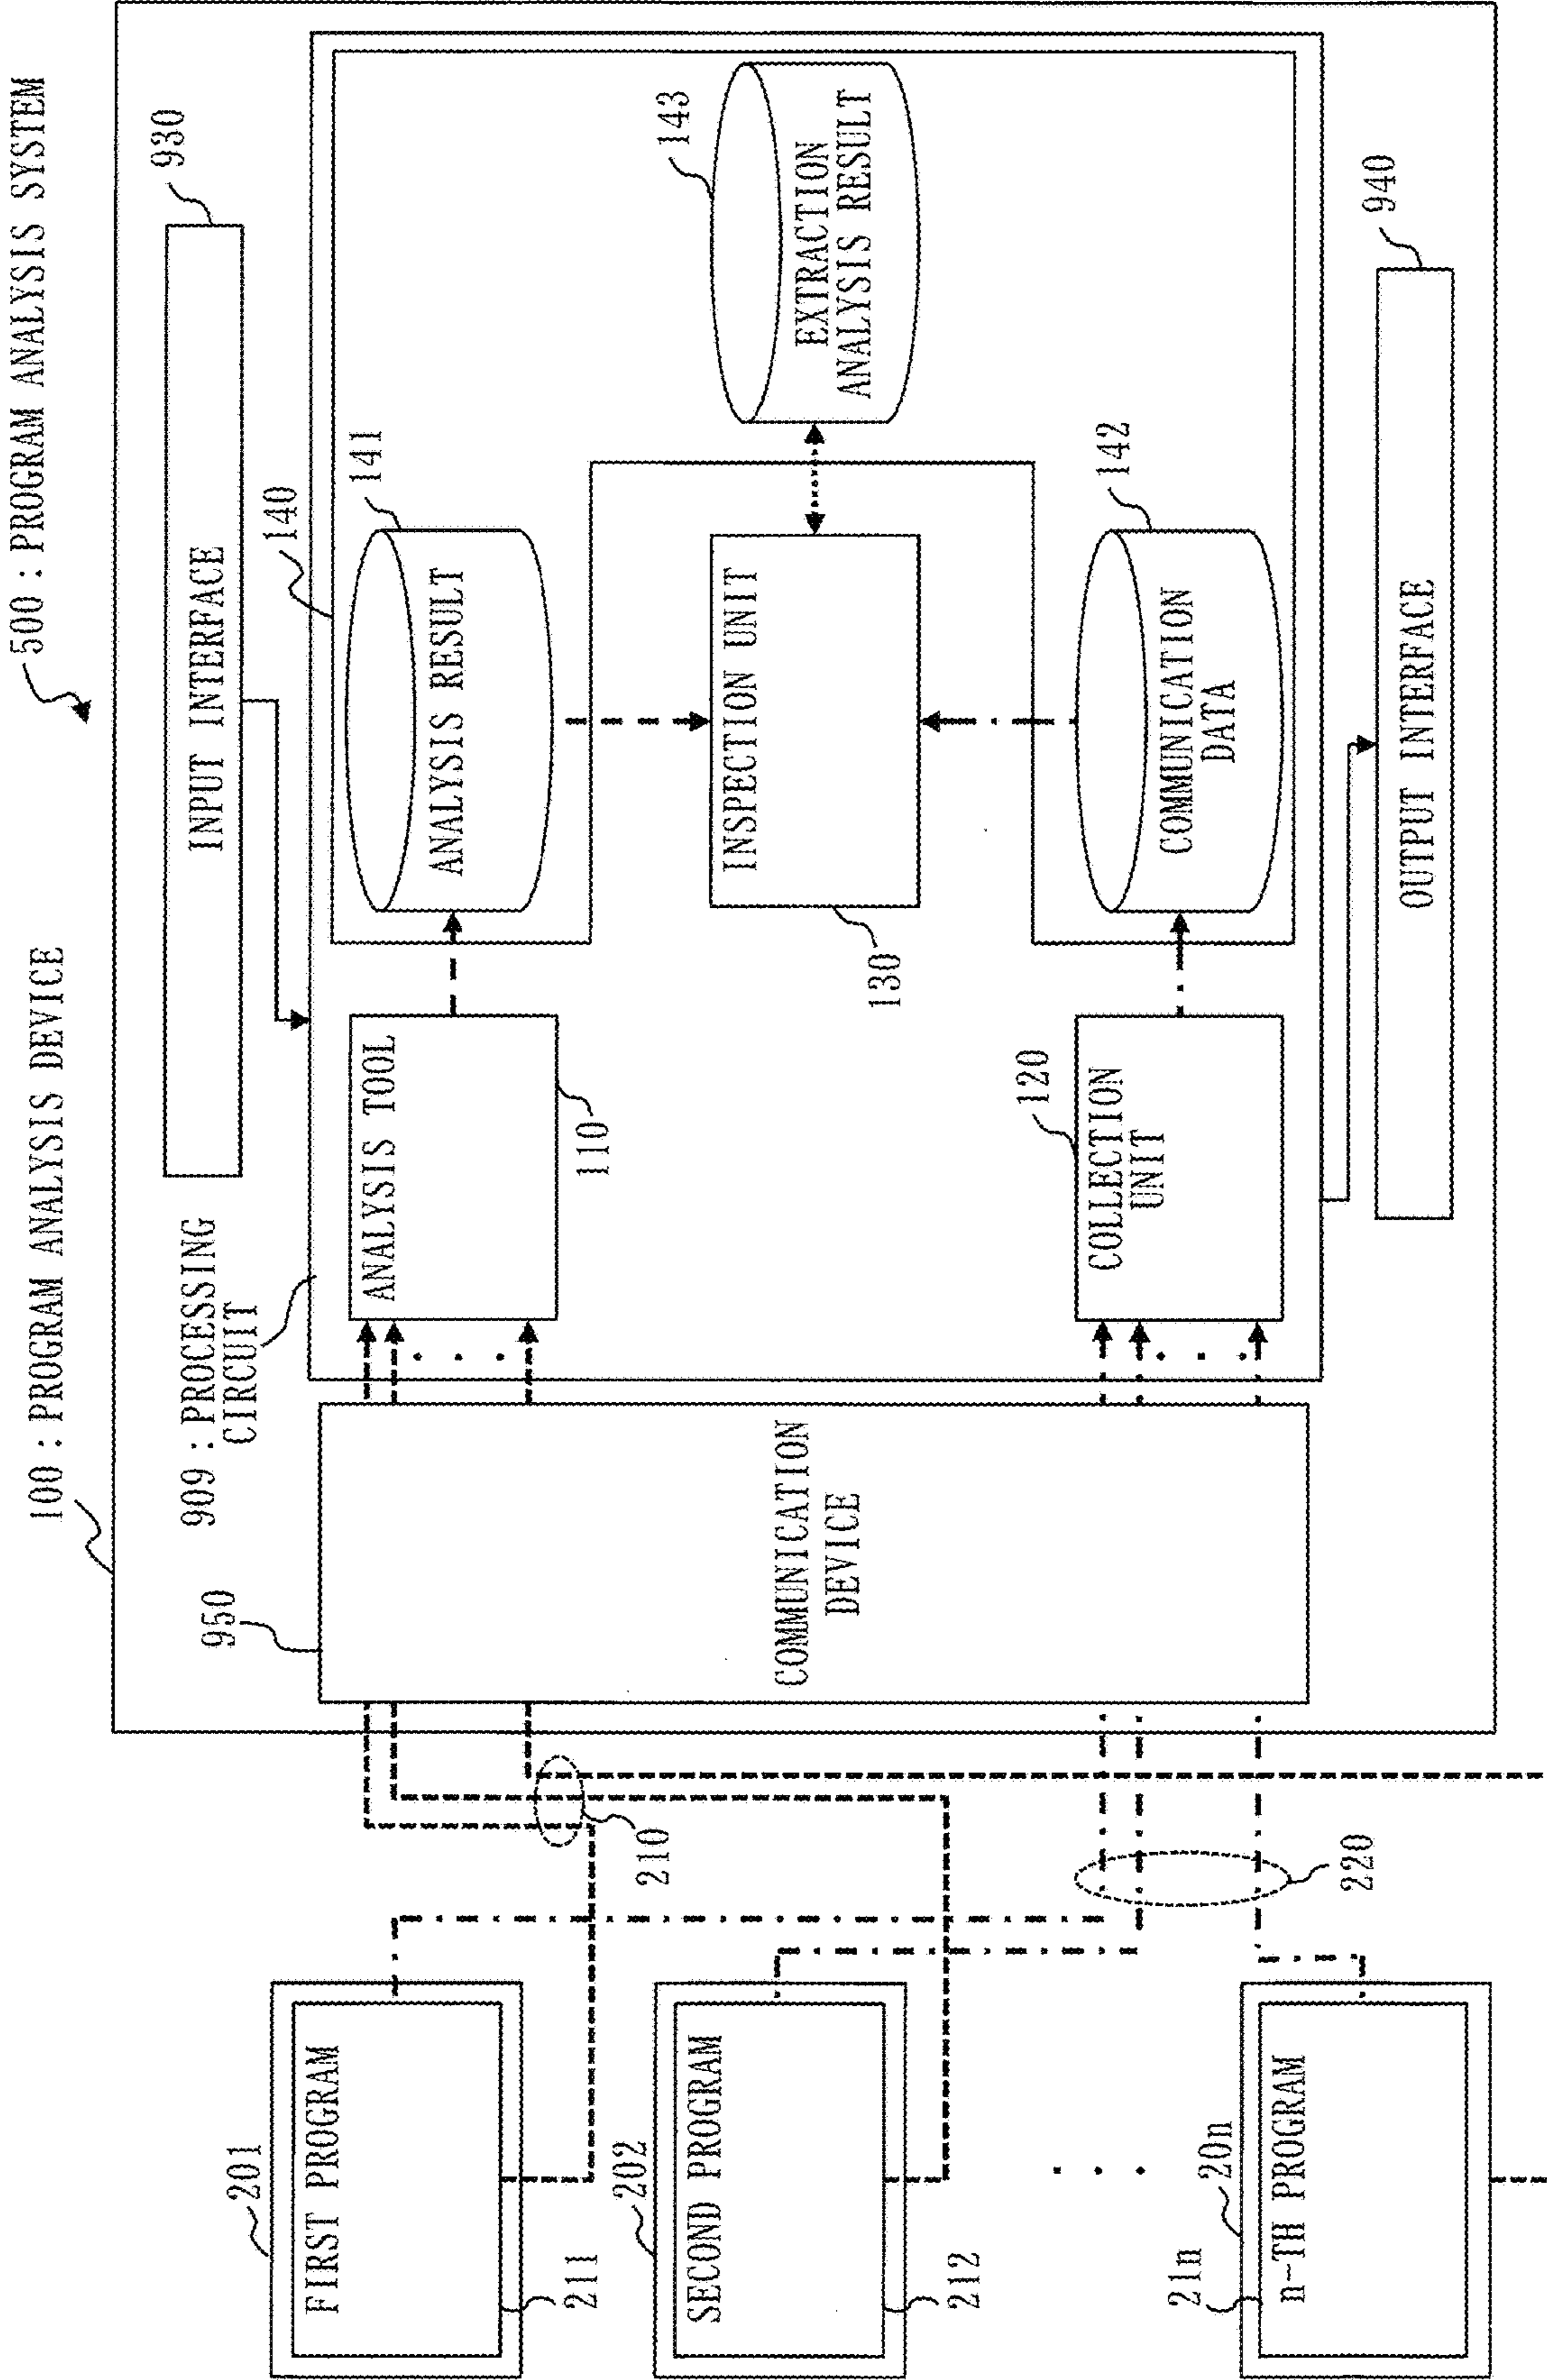 500 : PROGRAM ANALYSIS SYSTEM
100 : PROGRAM ANALYSIS DEVICE
930
INPUT INTERFACE
909 : PROCESSING
CIRCUIT
140
950
COMMUNICATION
DEVICE
ANALYSIS TOOL
110
141
ANALYSIS RESULT
INSPECTION UNIT
130
143
EXTRACTION
ANALYSIS RESULT
120
COLLECTION
UNIT
142
COMMUNICATION
DATA
940
OUTPUT INTERFACE
201
FIRST PROGRAM
211
210
202
SECOND PROGRAM
212
220
20n
21n
n-TH PROGRAM